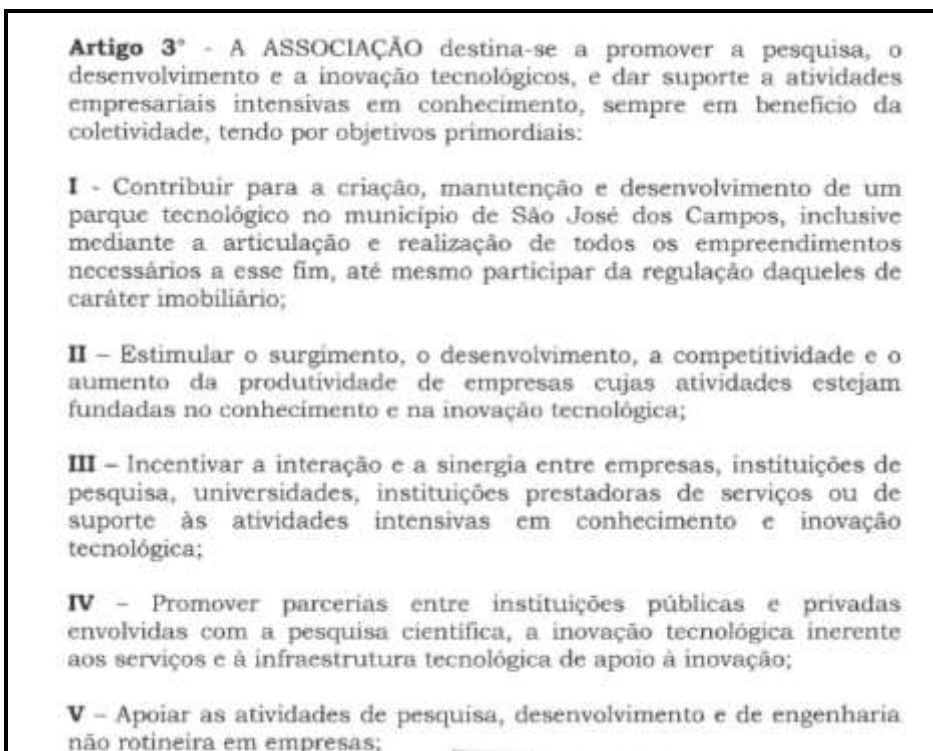 Artigo 3° - A ASSOCIAÇÃO destina-se a promover a pesquisa, o
desenvolvimento e a inovação tecnológicos, e dar suporte a atividades
empresariais intensivas em conhecimento, sempre em benefício da
coletividade, tendo por objetivos primordiais:
I - Contribuir para a criação, manutenção e desenvolvimento de um
parque tecnológico no município de São José dos Campos, inclusive
mediante a articulação e realização de todos os empreendimentos
necessários a esse fim, até mesmo participar da regulação daqueles de
caráter imobiliário;
II – Estimular o surgimento, o desenvolvimento, a competitividade e o
aumento da produtividade de empresas cujas atividades estejam
fundadas no conhecimento e na inovação tecnológica;
III – Incentivar a interação e a sinergia entre empresas, instituições de
pesquisa, universidades, instituições prestadoras de serviços ou de
suporte às atividades intensivas em conhecimento e inovação
tecnológica;
IV – Promover parcerias entre instituições públicas e privadas
envolvidas com a pesquisa científica, a inovação tecnológica inerente
aos serviços e à infraestrutura tecnológica de apoio à inovação;
V – Apoiar as atividades de pesquisa, desenvolvimento e de engenharia
não rotineira em empresas;